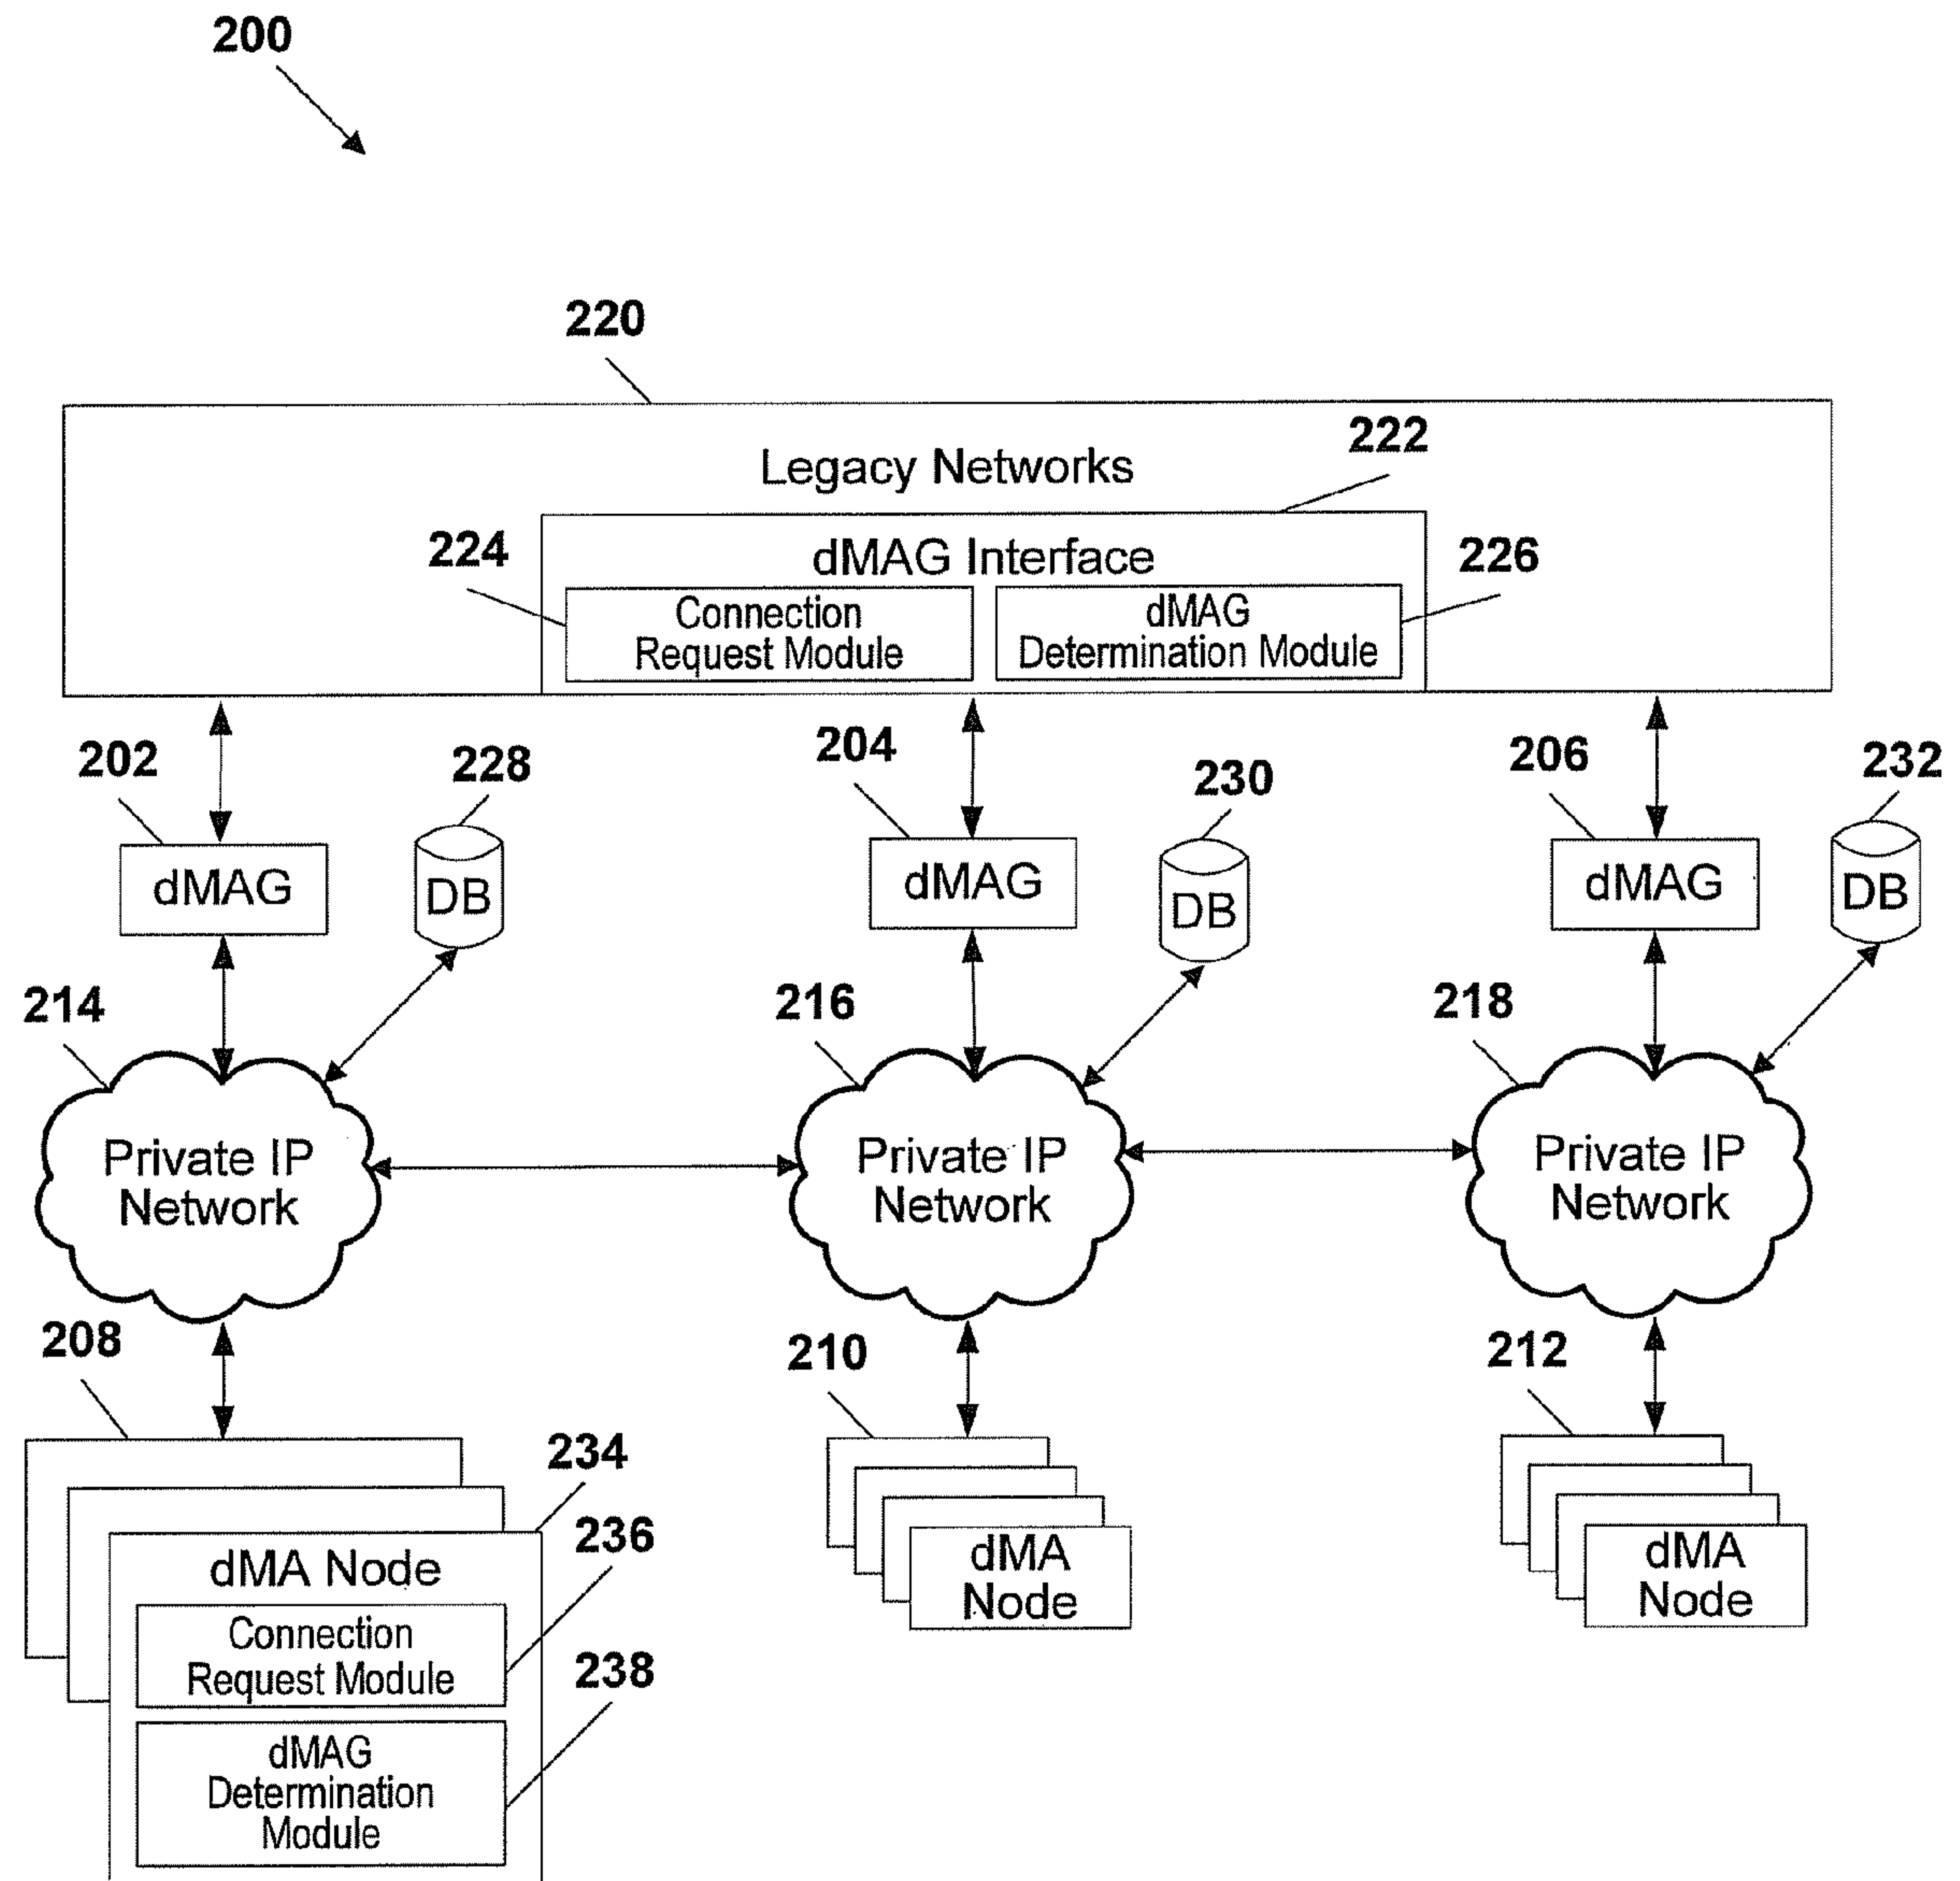 200
220
Legacy Networks
222
224
dMAG Interface
226
Connection
Request Module
dMAG
Determination Module
202
228
204
230
206
232
dMAG
DB
dMAG
DB
dMAG
DB
214
216
218
Private IP
Network
Private IP
Network
Private IP
Network
208
210
212
234
dMA Node
236
Connection
Request Module
238
dMAG
Determination
Module
dMA
Node
dMA
Node